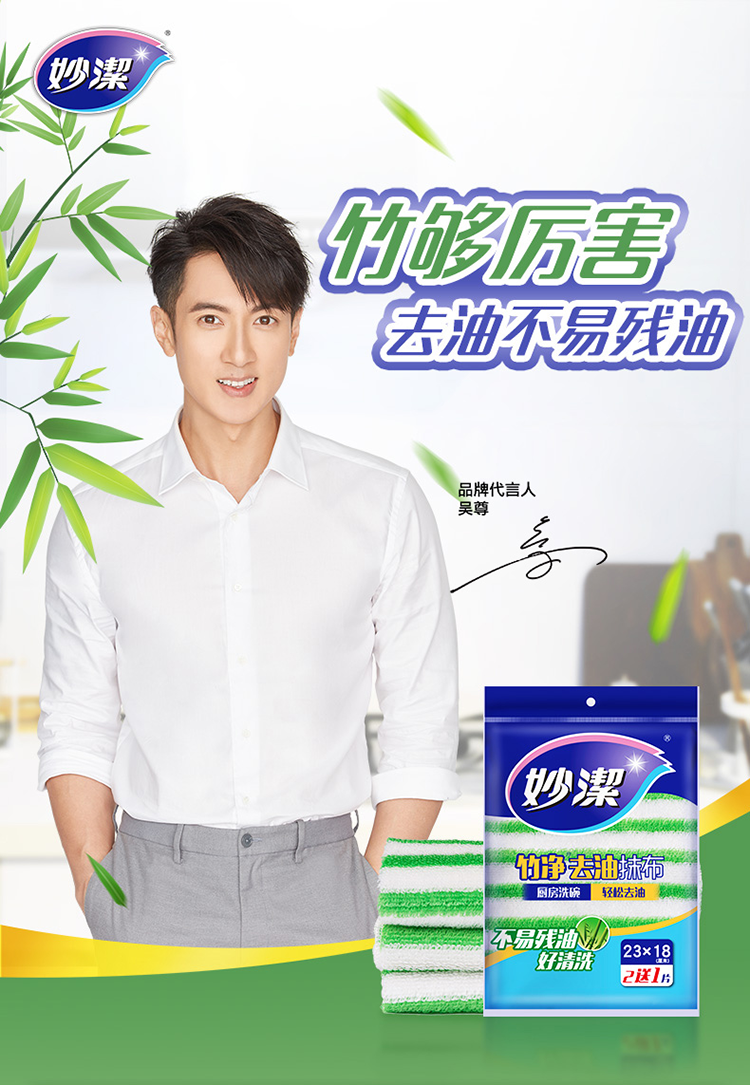 妙潔
®
竹够厉害
去油不易残油
品牌代言人
吴尊
妙潔
®
竹净去油抹布
厨房洗碗 轻松去油
不易残油
好清洗
23×18
(厘米)
2送1片